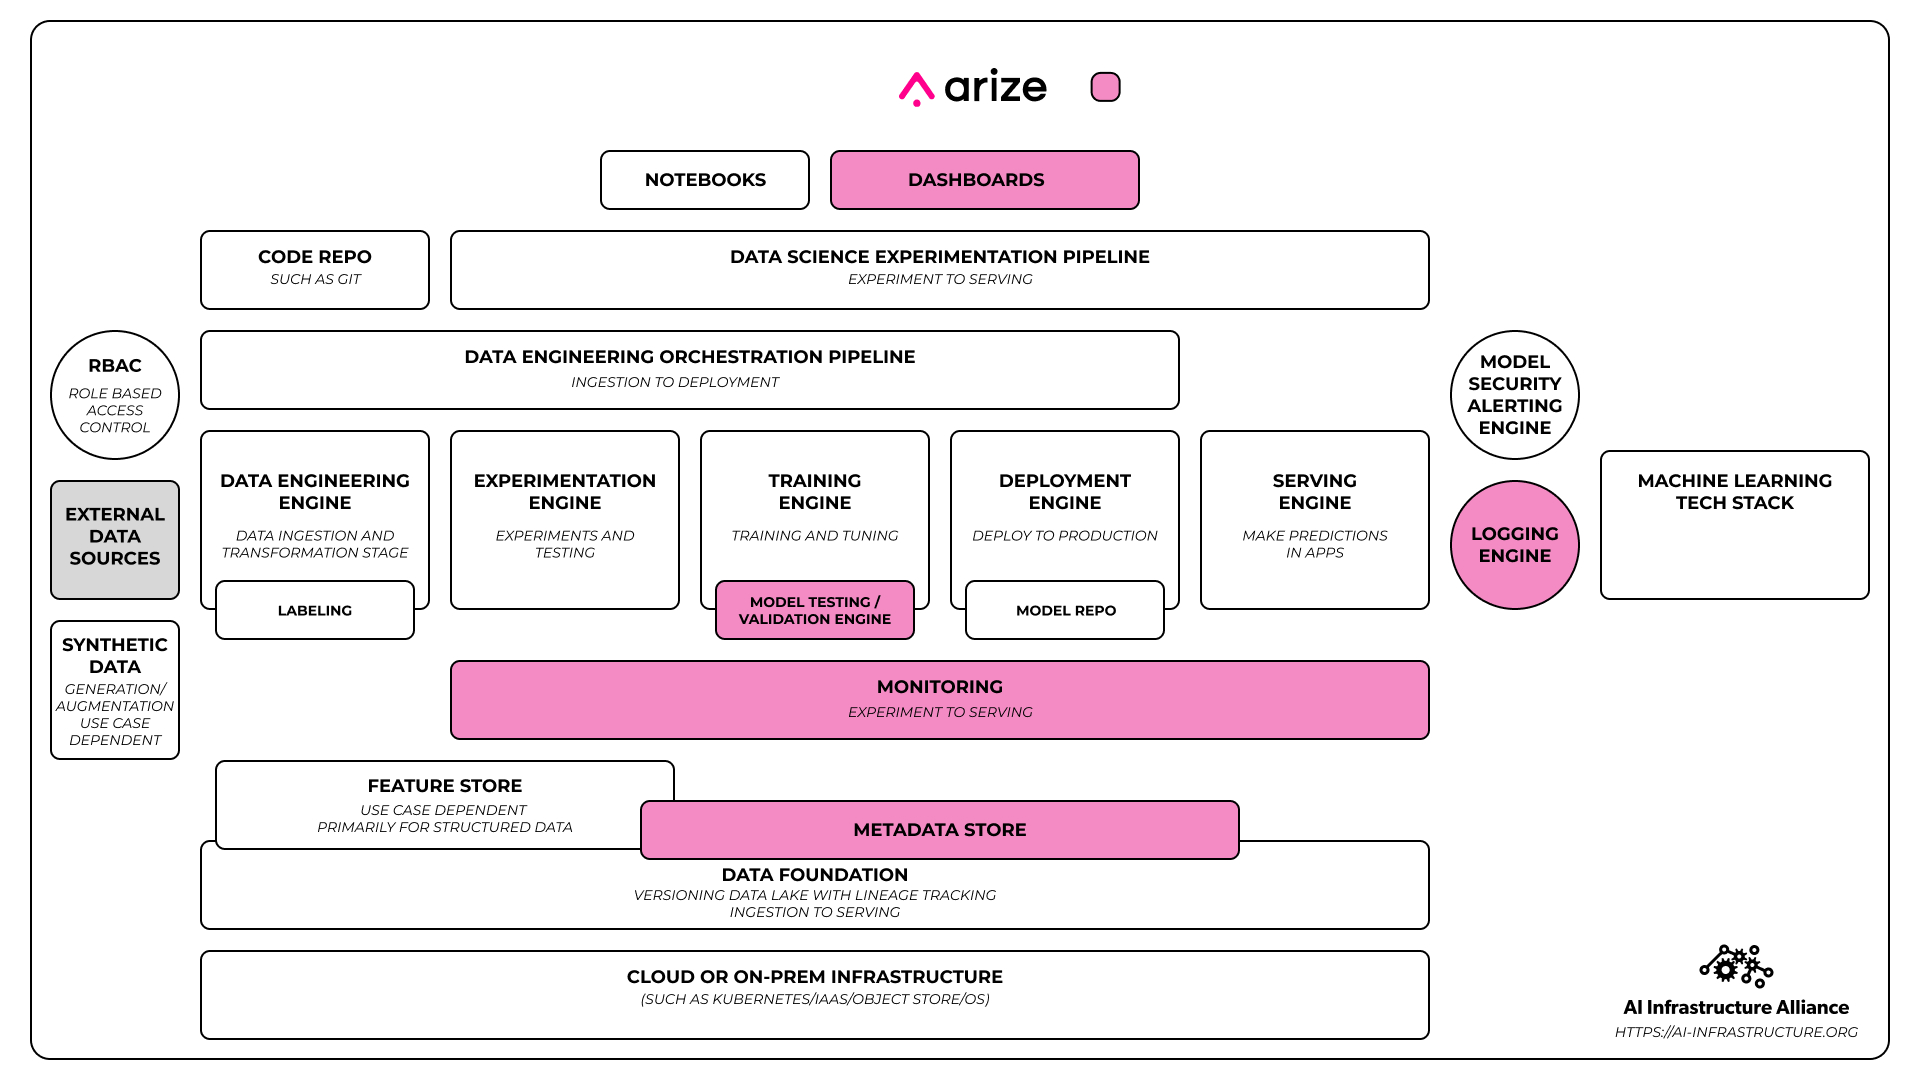 arize
NOTEBOOKS
DASHBOARDS
CODE REPO
SUCH AS GIT
DATA SCIENCE EXPERIMENTATION PIPELINE
EXPERIMENT TO SERVING
RBAC
ROLE BASED
ACCESS
CONTROL
DATA ENGINEERING ORCHESTRATION PIPELINE
INGESTION TO DEPLOYMENT
MODEL
SECURITY
ALERTING
ENGINE
EXTERNAL
DATA
SOURCES
DATA ENGINEERING
ENGINE
DATA INGESTION AND
TRANSFORMATION STAGE
LABELING
EXPERIMENTATION
ENGINE
EXPERIMENTS AND
TESTING
TRAINING
ENGINE
TRAINING AND TUNING
MODEL TESTING /
VALIDATION ENGINE
DEPLOYMENT
ENGINE
DEPLOY TO PRODUCTION
MODEL REPO
SERVING
ENGINE
MAKE PREDICTIONS
IN APPS
LOGGING
ENGINE
MACHINE LEARNING
TECH STACK
SYNTHETIC
DATA
GENERATION/
AUGMENTATION
USE CASE
DEPENDENT
MONITORING
EXPERIMENT TO SERVING
FEATURE STORE
USE CASE DEPENDENT
PRIMARILY FOR STRUCTURED DATA
METADATA STORE
DATA FOUNDATION
VERSIONING DATA LAKE WITH LINEAGE TRACKING
INGESTION TO SERVING
CLOUD OR ON-PREM INFRASTRUCTURE
(SUCH AS KUBERNETES/IAAS/OBJECT STORE/OS)
AI Infrastructure Alliance
HTTPS://AI-INFRASTRUCTURE.ORG